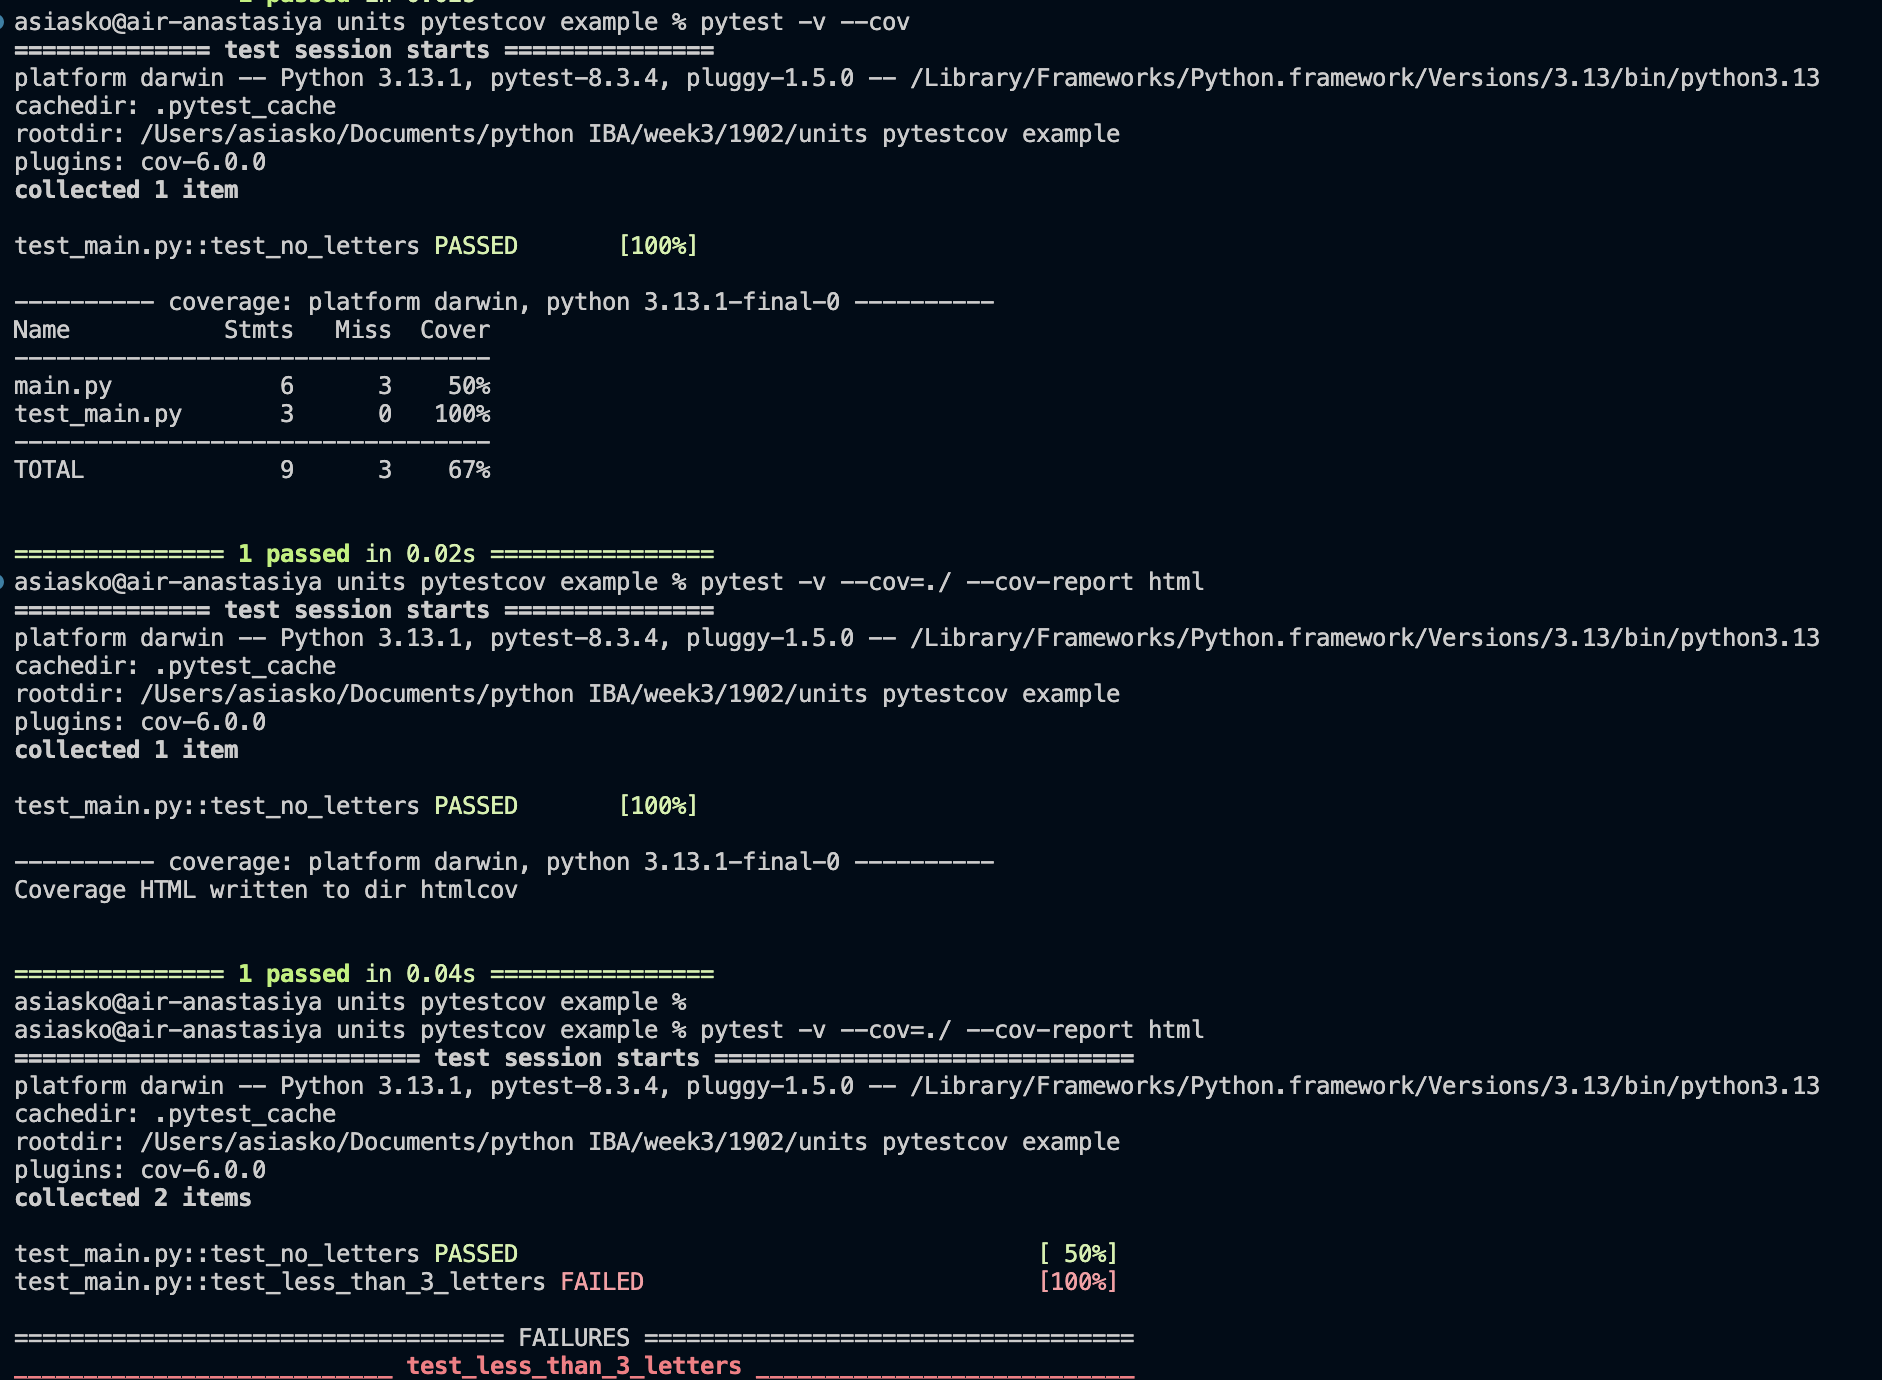 1 passed in 0.02s
asiasko@air-anastasiya units pytestcov example % pytest -v --cov
============== test session starts ===============
platform darwin -- Python 3.13.1, pytest-8.3.4, pluggy-1.5.0 -- /Library/Frameworks/Python.framework/Versions/3.13/bin/python3.13
cachedir: .pytest_cache
rootdir: /Users/asiasko/Documents/python IBA/week3/1902/units pytestcov example
plugins: cov-6.0.0
collected 1 item
test_main.py::test_no_letters PASSED       [100%]
---------- coverage: platform darwin, python 3.13.1-final-0 ----------
Name           Stmts   Miss  Cover
----------------------------------
main.py            6      3    50%
test_main.py       3      0   100%
----------------------------------
TOTAL              9      3    67%
=============== 1 passed in 0.02s ================
asiasko@air-anastasiya units pytestcov example % pytest -v --cov=./ --cov-report html
============== test session starts ===============
platform darwin -- Python 3.13.1, pytest-8.3.4, pluggy-1.5.0 -- /Library/Frameworks/Python.framework/Versions/3.13/bin/python3.13
cachedir: .pytest_cache
rootdir: /Users/asiasko/Documents/python IBA/week3/1902/units pytestcov example
plugins: cov-6.0.0
collected 1 item
test_main.py::test_no_letters PASSED       [100%]
---------- coverage: platform darwin, python 3.13.1-final-0 ----------
Coverage HTML written to dir htmlcov
=============== 1 passed in 0.04s ================
asiasko@air-anastasiya units pytestcov example %
asiasko@air-anastasiya units pytestcov example % pytest -v --cov=./ --cov-report html
============================= test session starts ==============================
platform darwin -- Python 3.13.1, pytest-8.3.4, pluggy-1.5.0 -- /Library/Frameworks/Python.framework/Versions/3.13/bin/python3.13
cachedir: .pytest_cache
rootdir: /Users/asiasko/Documents/python IBA/week3/1902/units pytestcov example
plugins: cov-6.0.0
collected 2 items
test_main.py::test_no_letters PASSED                                     [ 50%]
test_main.py::test_less_than_3_letters FAILED                            [100%]
=================================== FAILURES ===================================
___________________________ test_less_than_3_letters ___________________________